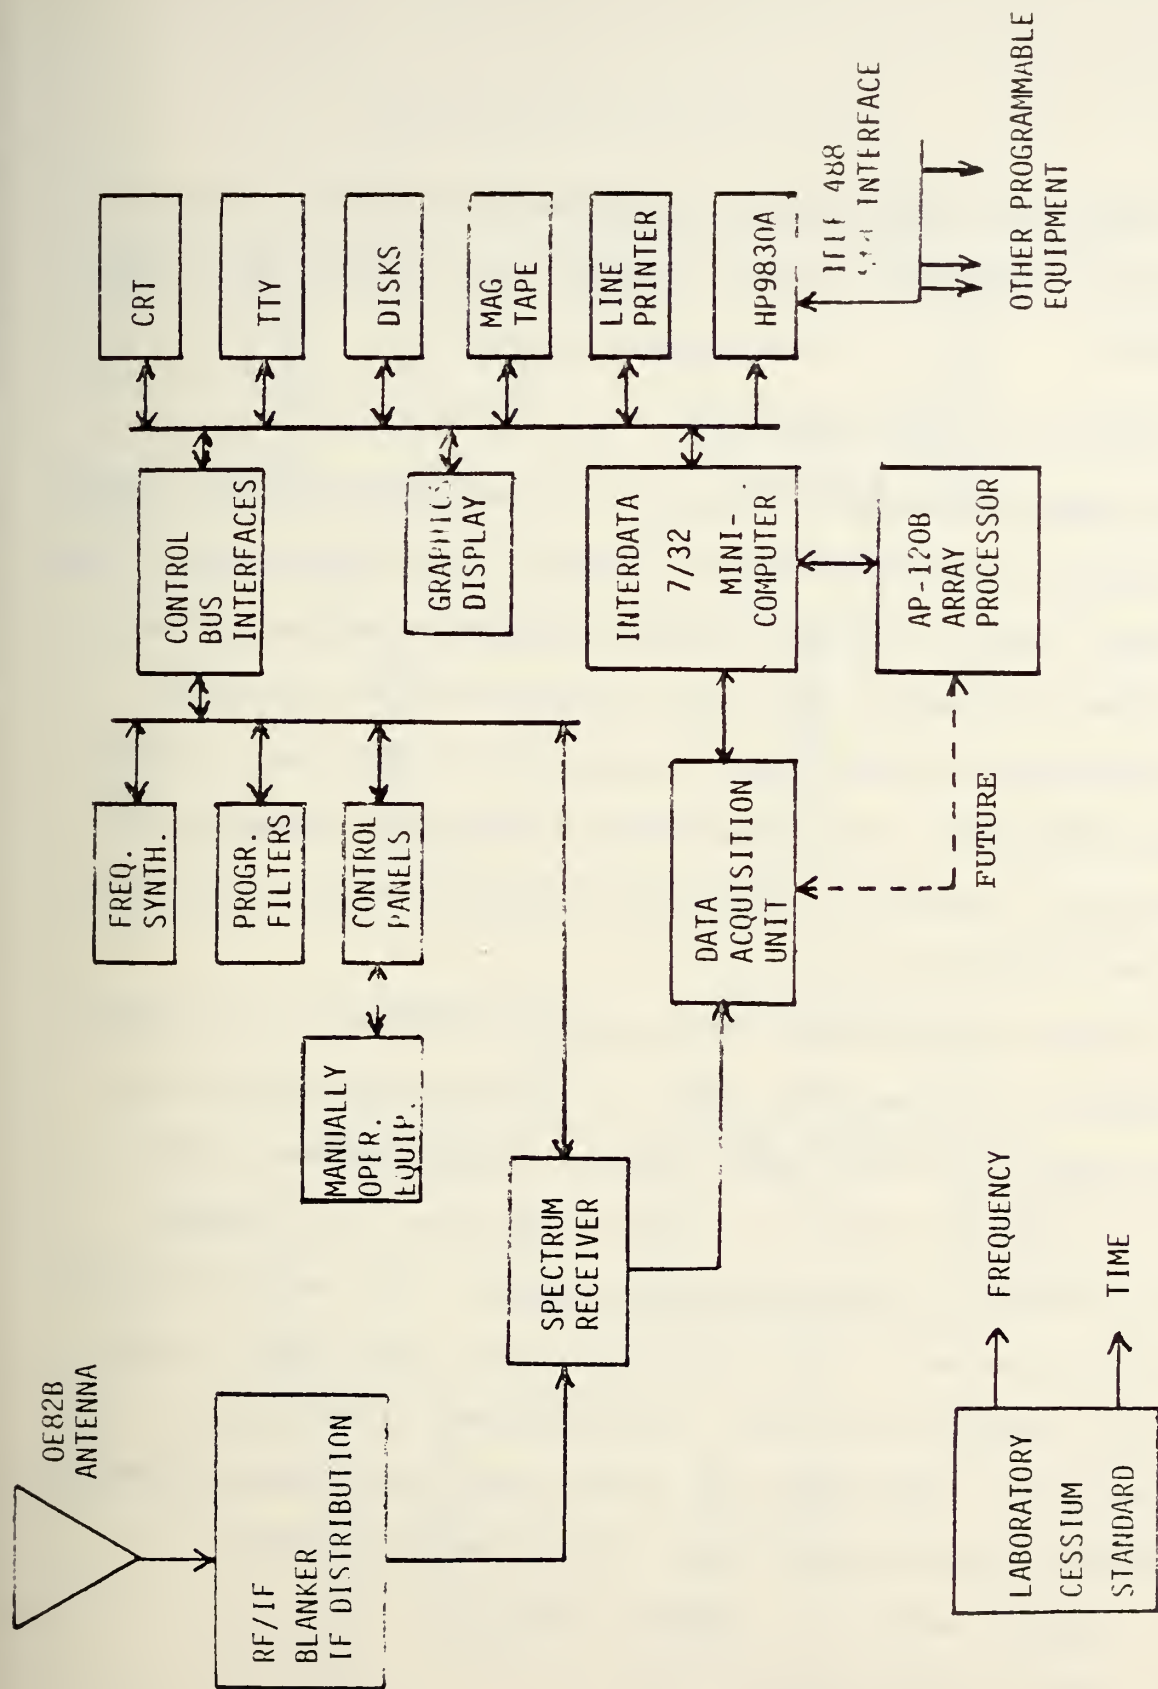 OE82B
ANTENNA
RF/IF
BLANKER
IF DISTRIBUTION
MANUALLY
OPER.
EQUIP.
FREQ.
SYNTH.
PROGR.
FILTERS
CONTROL
PANELS
CONTROL
BUS
INTERFACES
CRT
TTY
DISKS
MAG
TAPE
LINE
PRINTER
HP9830A
GRAPHICS
DISPLAY
INTERDATA
7/32
MINI-
COMPUTER
AP-120B
ARRAY
PROCESSOR
SPECTRUM
RECEIVER
DATA
ACQUISITION
UNIT
FUTURE
488
INTERFACE
OTHER PROGRAMMABLE
EQUIPMENT
LABORATORY
CESSIUM
STANDARD
FREQUENCY
TIME